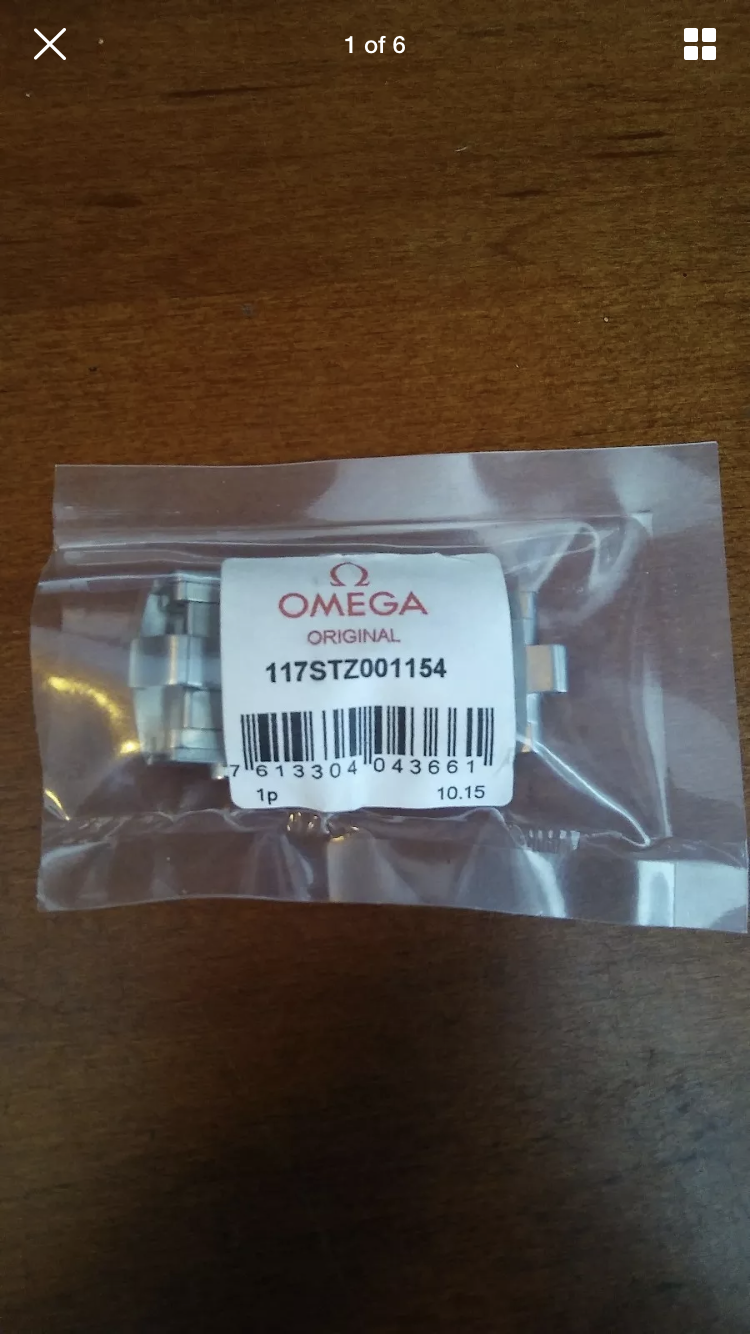 1 of 6
Ω
OMEGA
ORIGINAL
117STZ001154
7 613304 043661
1p 10.15